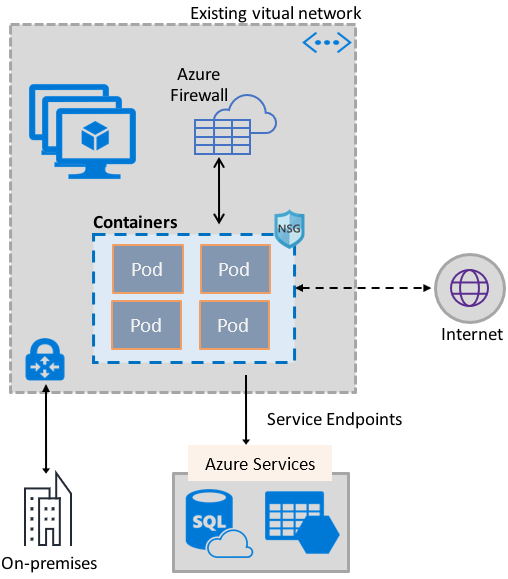 Existing vitual network
Azure
Firewall
Containers
NSG
Pod
Pod
Pod
Pod
Internet
Service Endpoints
Azure Services
SQL
On-premises